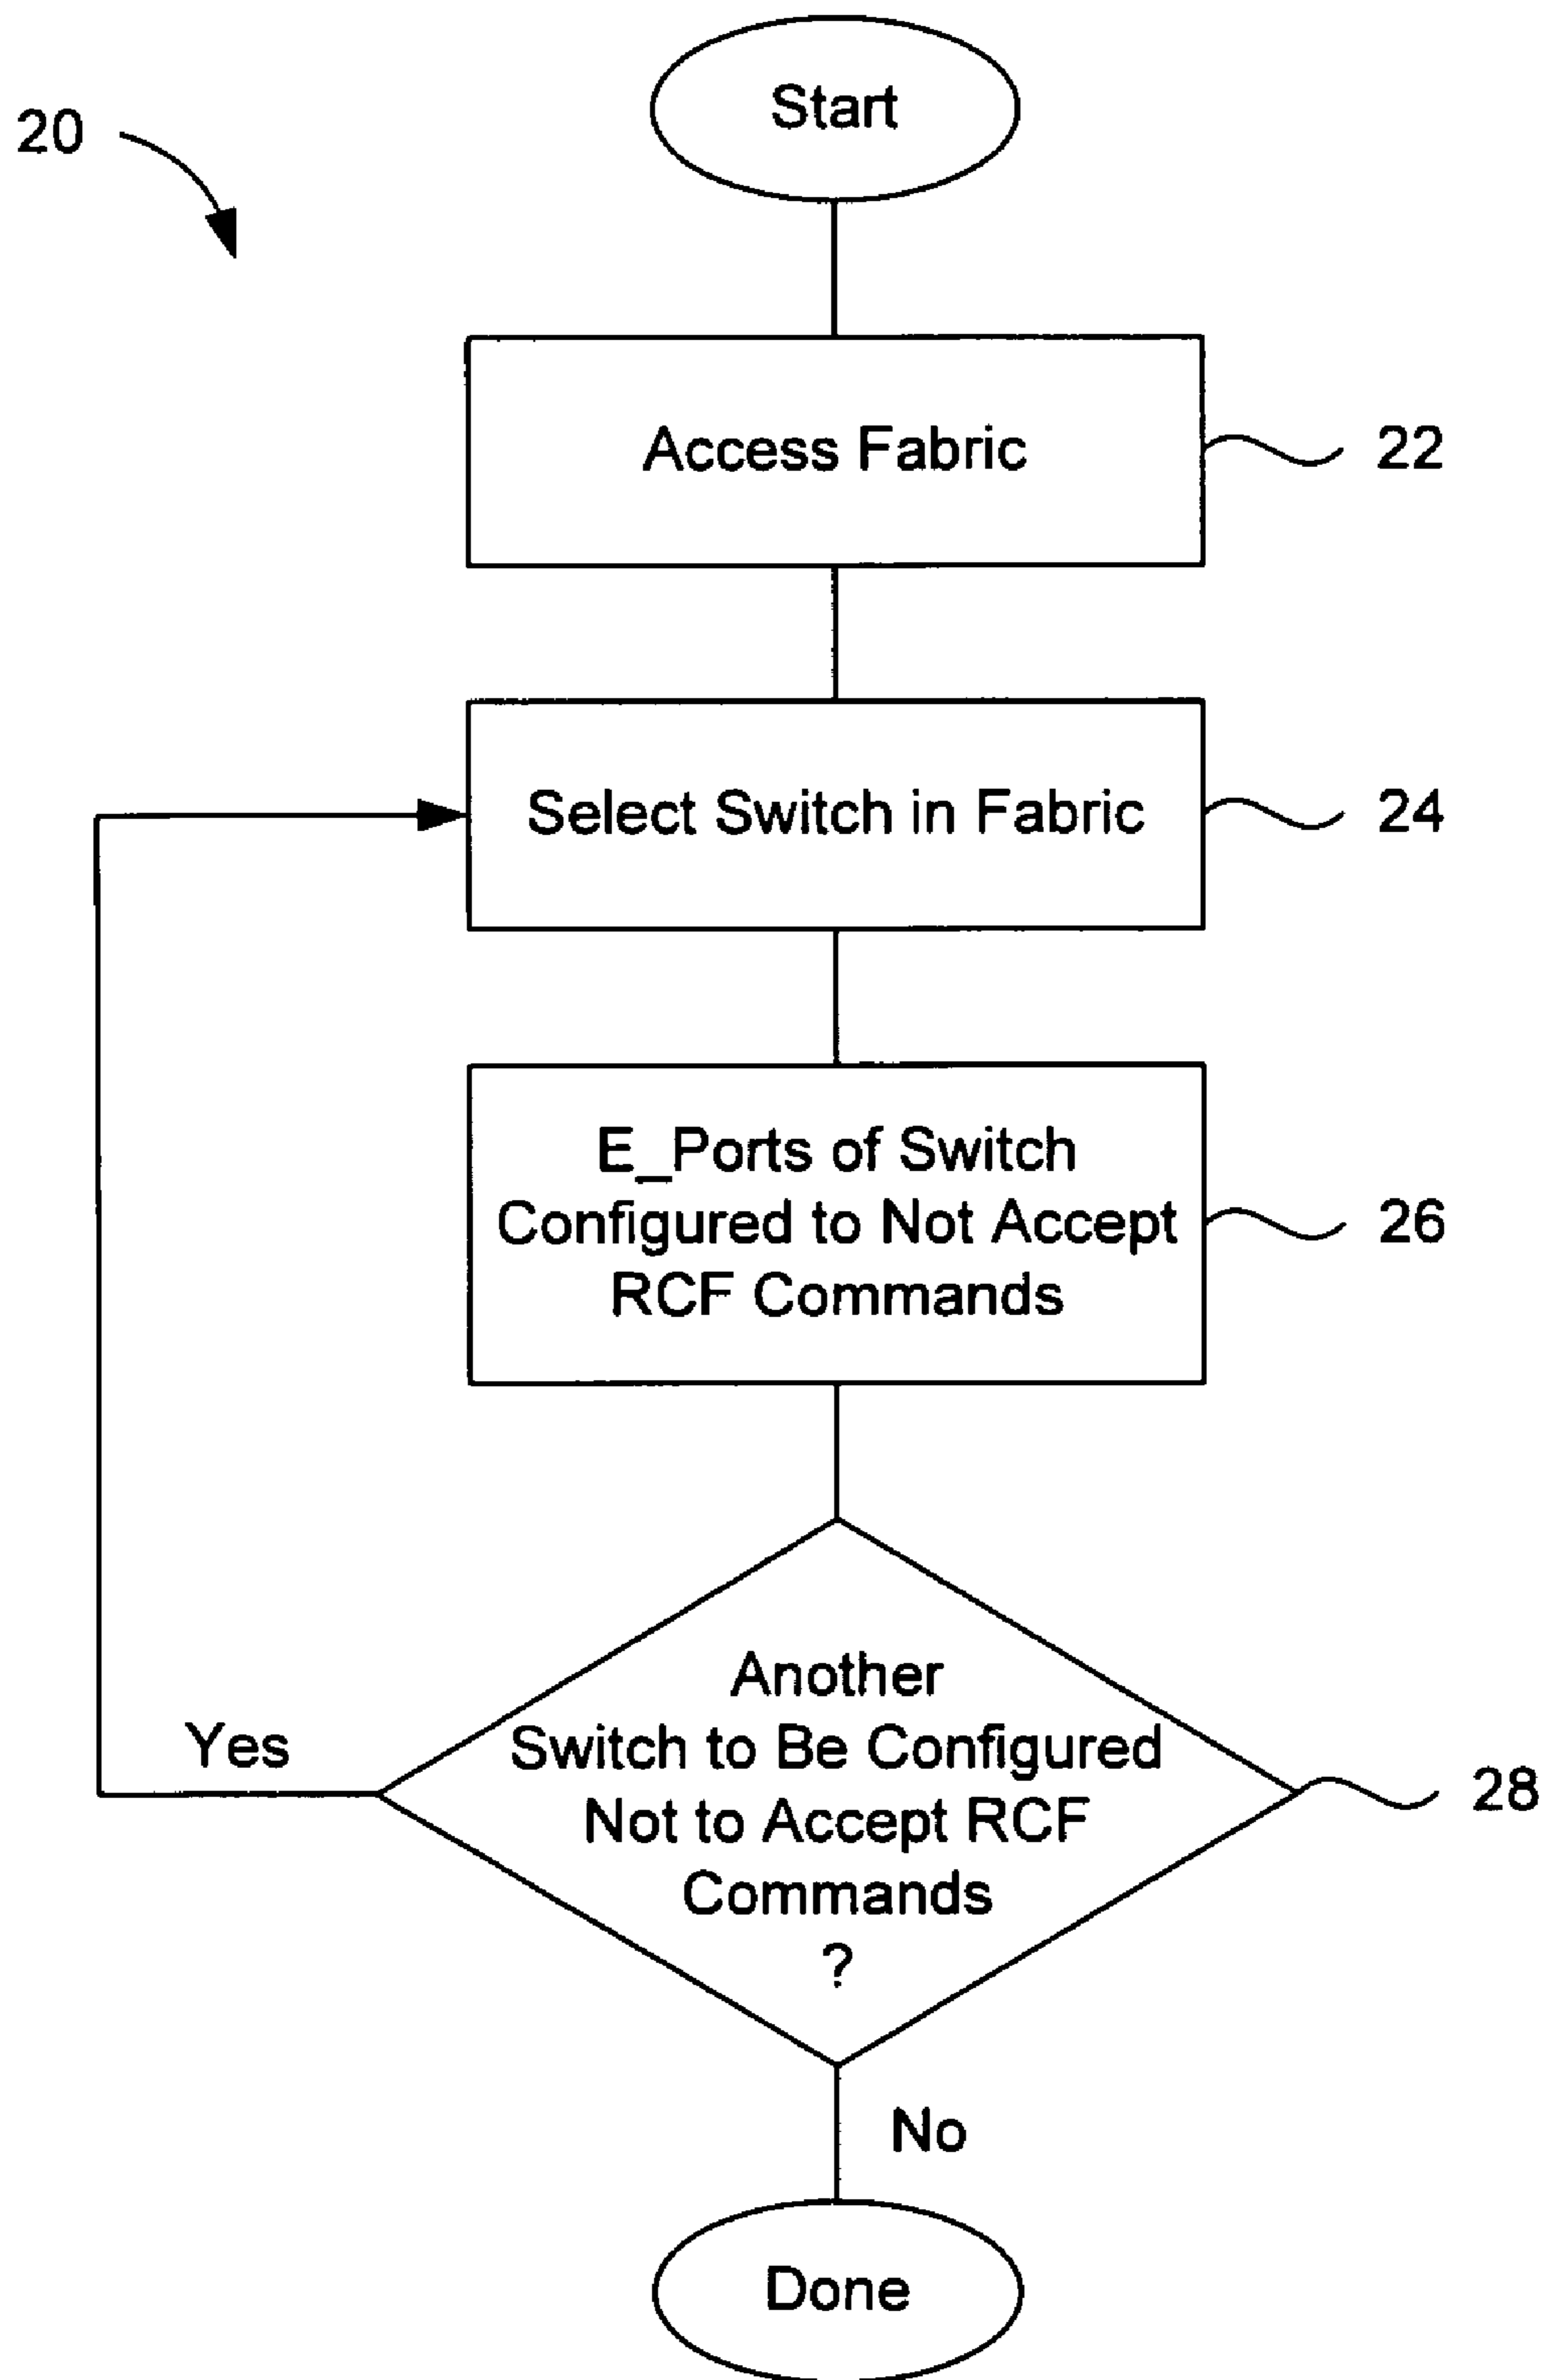 Start
20
Access Fabric
22
Select Switch in Fabric
24
E_Ports of Switch
Configured to Not Accept
RCF Commands
26
Another
Switch to Be Configured
Not to Accept RCF
Commands
?
Yes
28
No
Done